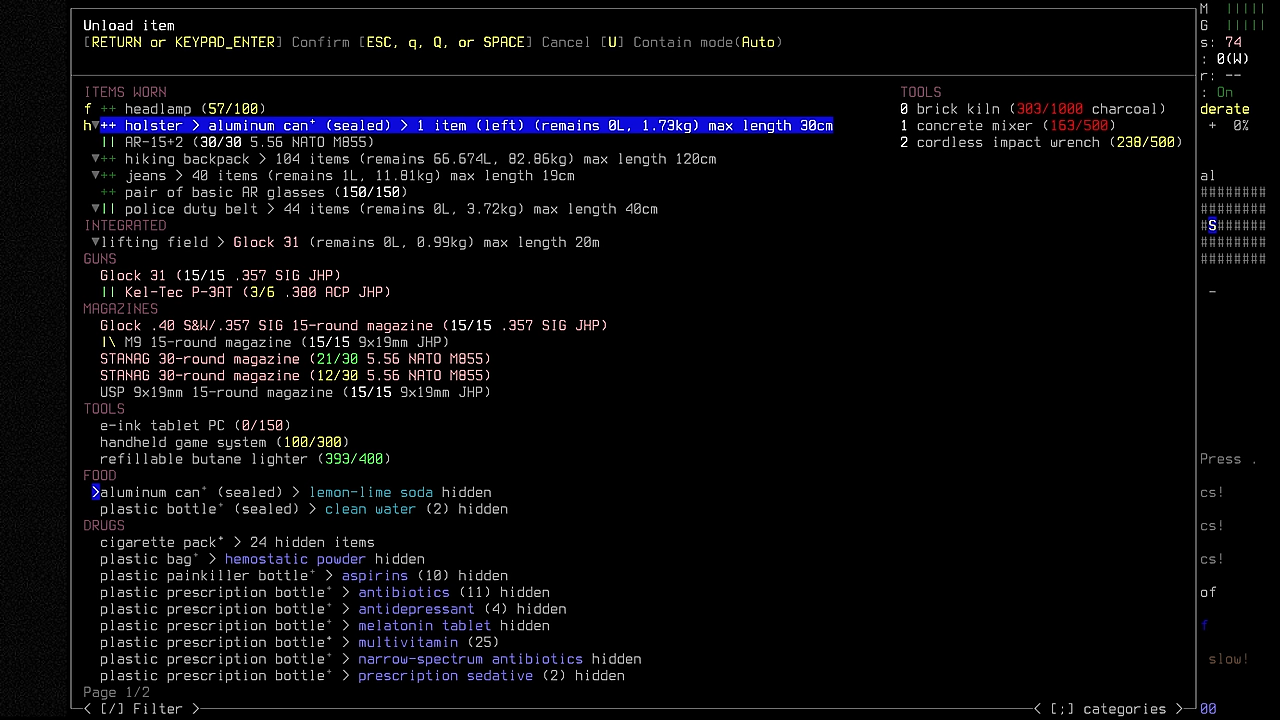 Unload item
[RETURN or KEYPAD_ENTER] Confirm [ESC, q, Q, or SPACE] Cancel [U] Contain mode(Auto)
ITEMS WORN
f ++ headlamp (57/100)
h▼++ holster > aluminum can⁺ (sealed) > 1 item (left) (remains 0L, 1.73kg) max length 30cm
|| AR-15+2 (30/30 5.56 NATO M855)
▼++ hiking backpack > 104 items (remains 66.674L, 82.86kg) max length 120cm
▼++ jeans > 40 items (remains 1L, 11.81kg) max length 19cm
++ pair of basic AR glasses (150/150)
▼|| police duty belt > 44 items (remains 0L, 3.72kg) max length 40cm
INTEGRATED
▼lifting field > Glock 31 (remains 0L, 0.99kg) max length 20m
GUNS
Glock 31 (15/15 .357 SIG JHP)
|| Kel-Tec P-3AT (3/6 .380 ACP JHP)
MAGAZINES
Glock .40 S&W/.357 SIG 15-round magazine (15/15 .357 SIG JHP)
|\ M9 15-round magazine (15/15 9x19mm JHP)
STANAG 30-round magazine (21/30 5.56 NATO M855)
STANAG 30-round magazine (12/30 5.56 NATO M855)
USP 9x19mm 15-round magazine (15/15 9x19mm JHP)
TOOLS
e-ink tablet PC (0/150)
handheld game system (100/300)
refillable butane lighter (393/400)
FOOD
>aluminum can⁺ (sealed) > lemon-lime soda hidden
plastic bottle⁺ (sealed) > clean water (2) hidden
DRUGS
cigarette pack⁺ > 24 hidden items
plastic bag⁺ > hemostatic powder hidden
plastic painkiller bottle⁺ > aspirins (10) hidden
plastic prescription bottle⁺ > antibiotics (11) hidden
plastic prescription bottle⁺ > antidepressant (4) hidden
plastic prescription bottle⁺ > melatonin tablet hidden
plastic prescription bottle⁺ > multivitamin (25)
plastic prescription bottle⁺ > narrow-spectrum antibiotics hidden
plastic prescription bottle⁺ > prescription sedative (2) hidden
Page 1/2
< [/] Filter >
< [;] categories >
TOOLS
0 brick kiln (303/1000 charcoal)
1 concrete mixer (163/500)
2 cordless impact wrench (238/500)
M |||||
G |||||
s: 74
: 0(W)
r: --
: On
derate
+ 0%
al
########
########
#S######
########
########
-
Press .
cs!
cs!
cs!
of
f
slow!
00